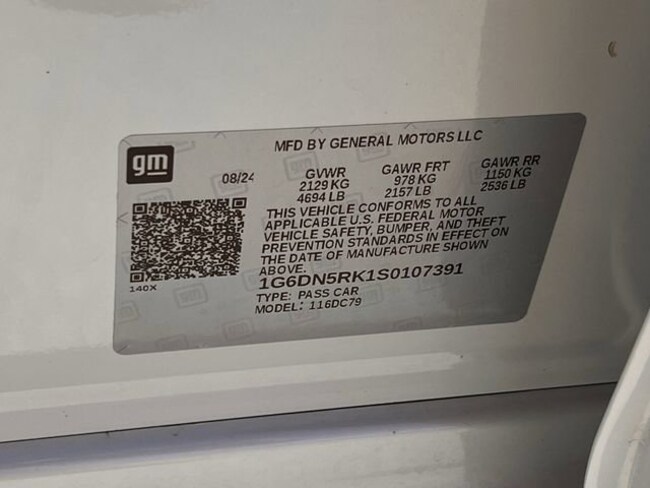 MFD BY GENERAL MOTORS LLC
gm
08/24 GVWR GAWR FRT GAWR RR
2129 KG 978 KG 1150 KG
4694 LB 2157 LB 2536 LB
THIS VEHICLE CONFORMS TO ALL
APPLICABLE U.S. FEDERAL MOTOR
VEHICLE SAFETY, BUMPER, AND THEFT
PREVENTION STANDARDS IN EFFECT ON
THE DATE OF MANUFACTURE SHOWN
ABOVE.
140X
1G6DN5RK1S0107391
TYPE: PASS CAR
MODEL: 116DC79